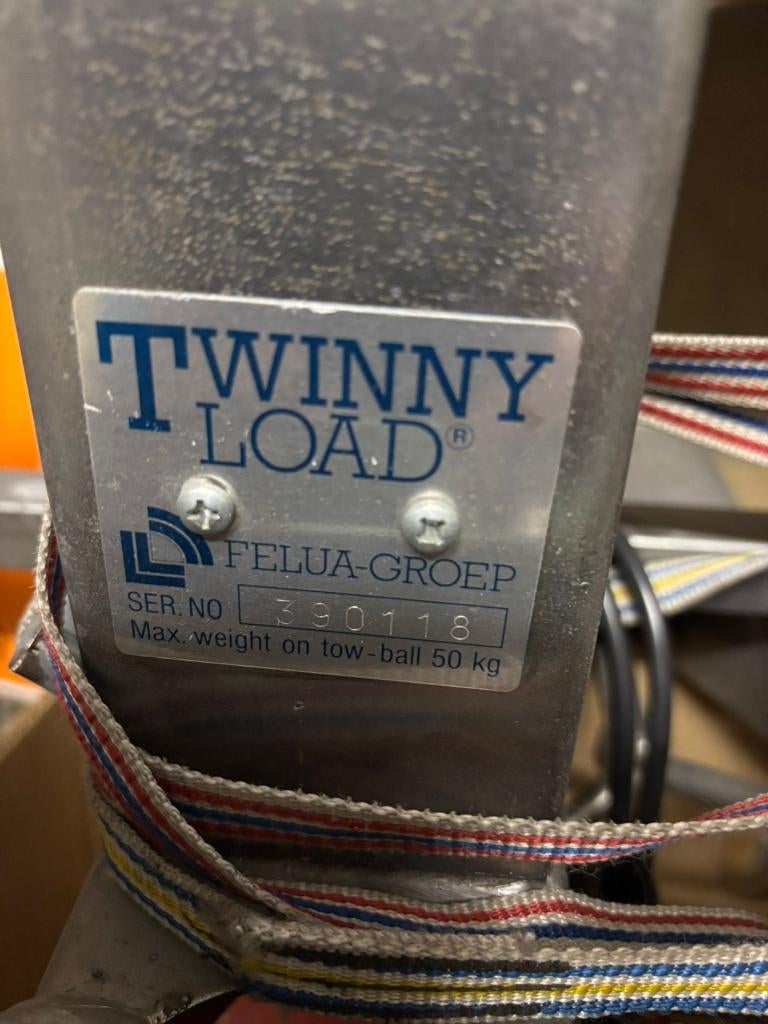 TWINNY
LOAD®
FELUA-GROEP
SER. NO 390118
Max. weight on tow-ball 50 kg